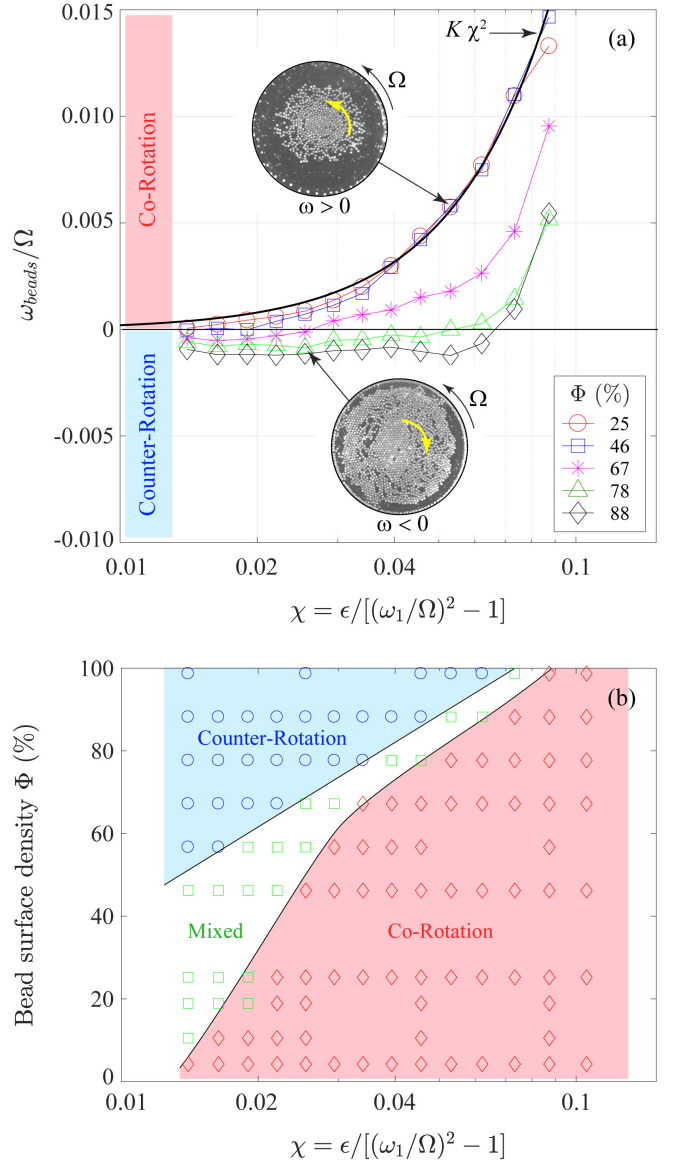 (a)
K χ²
0.015
0.010
0.005
0
-0.005
-0.010
ω_beads/Ω
Co-Rotation
Counter-Rotation
Ω
ω > 0
Ω
ω < 0
Φ (%)
25
46
67
78
88
0.01
0.02
0.04
0.1
χ = ϵ/[(ω₁/Ω)² − 1]
(b)
100
80
60
40
20
0
Bead surface density Φ (%)
Counter-Rotation
Mixed
Co-Rotation
0.01
0.02
0.04
0.1
χ = ϵ/[(ω₁/Ω)² − 1]